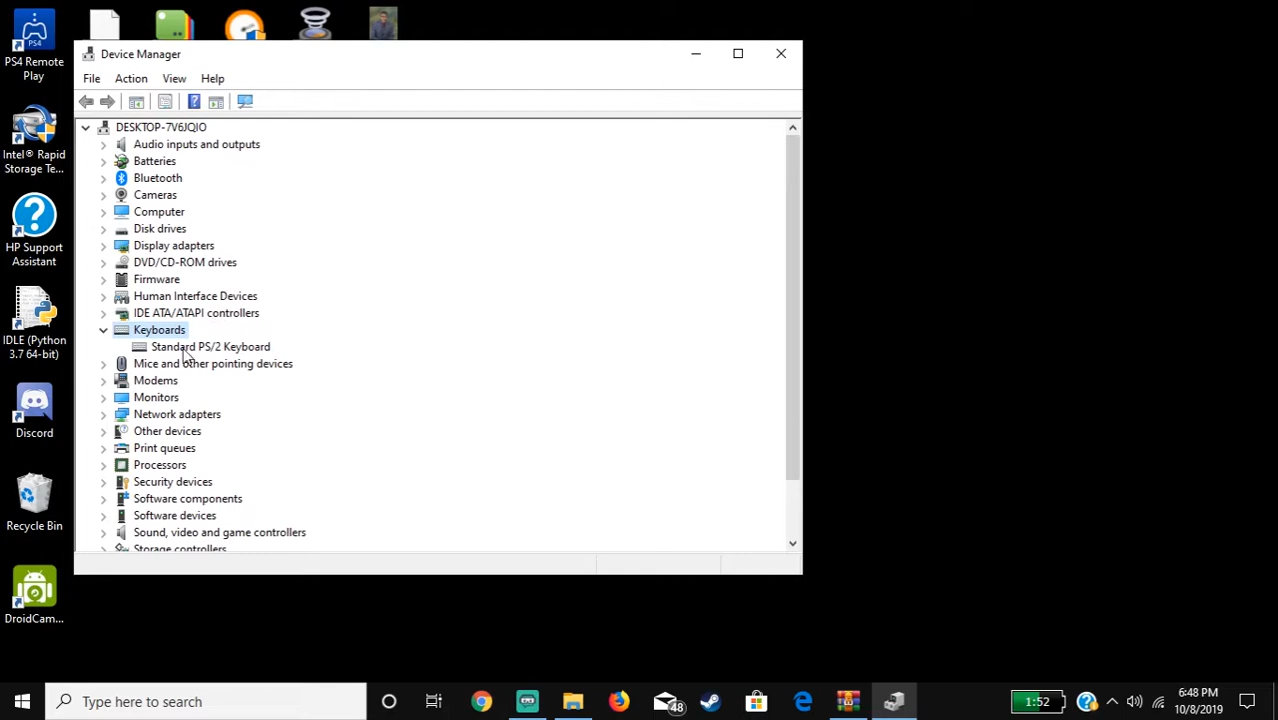 PS4 Remote
Play
Intel® Rapid
Storage Te...
HP Support
Assistant
IDLE (Python
3.7 64-bit)
Discord
Recycle Bin
DroidCam...
Device Manager
File Action View Help
DESKTOP-7V6JQIO
Audio inputs and outputs
Batteries
Bluetooth
Cameras
Computer
Disk drives
Display adapters
DVD/CD-ROM drives
Firmware
Human Interface Devices
IDE ATA/ATAPI controllers
Keyboards
Standard PS/2 Keyboard
Mice and other pointing devices
Modems
Monitors
Network adapters
Other devices
Print queues
Processors
Security devices
Software components
Software devices
Sound, video and game controllers
Storage controllers
Type here to search
48
1:52
6:48 PM
10/8/2019